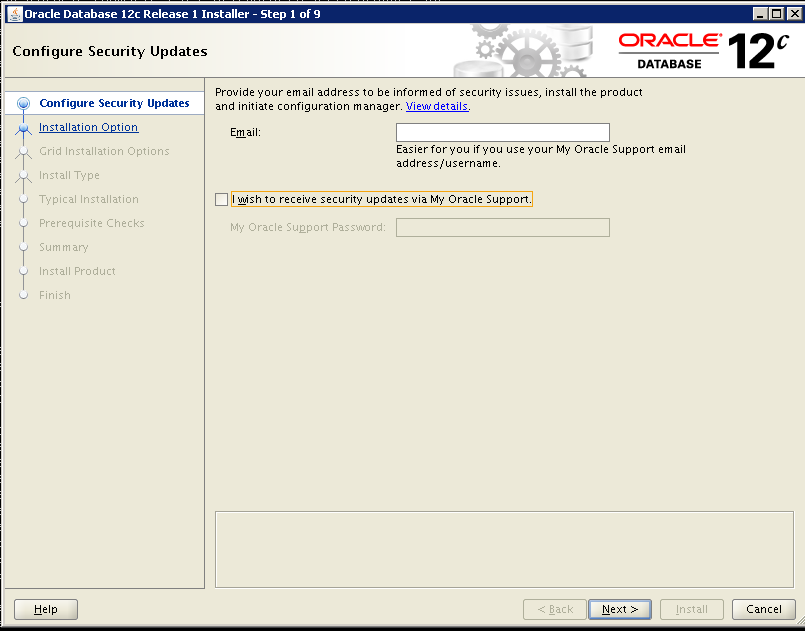 Oracle Database 12c Release 1 Installer - Step 1 of 9
Configure Security Updates
ORACLE®
DATABASE
12c
Configure Security Updates
Installation Option
Grid Installation Options
Install Type
Typical Installation
Prerequisite Checks
Summary
Install Product
Finish
Provide your email address to be informed of security issues, install the product
and initiate configuration manager. View details.
Email:
Easier for you if you use your My Oracle Support email
address/username.
I wish to receive security updates via My Oracle Support.
My Oracle Support Password:
Help
< Back
Next >
Install
Cancel